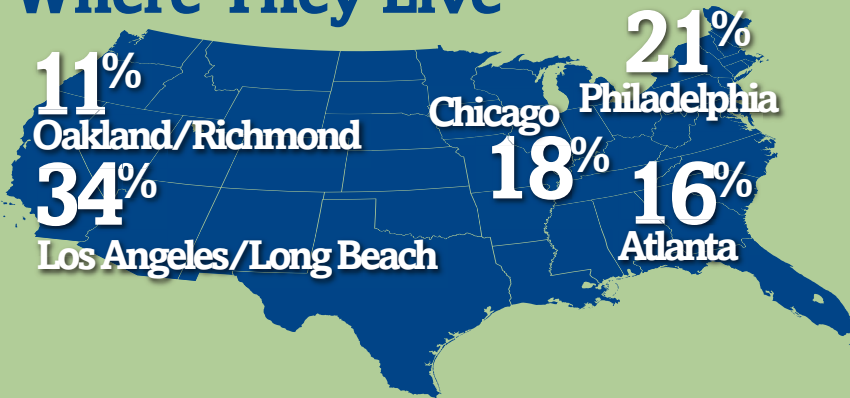 Where They Live
21%
Philadelphia
11%
Oakland/Richmond
Chicago
18%
34%
Los Angeles/Long Beach
16%
Atlanta